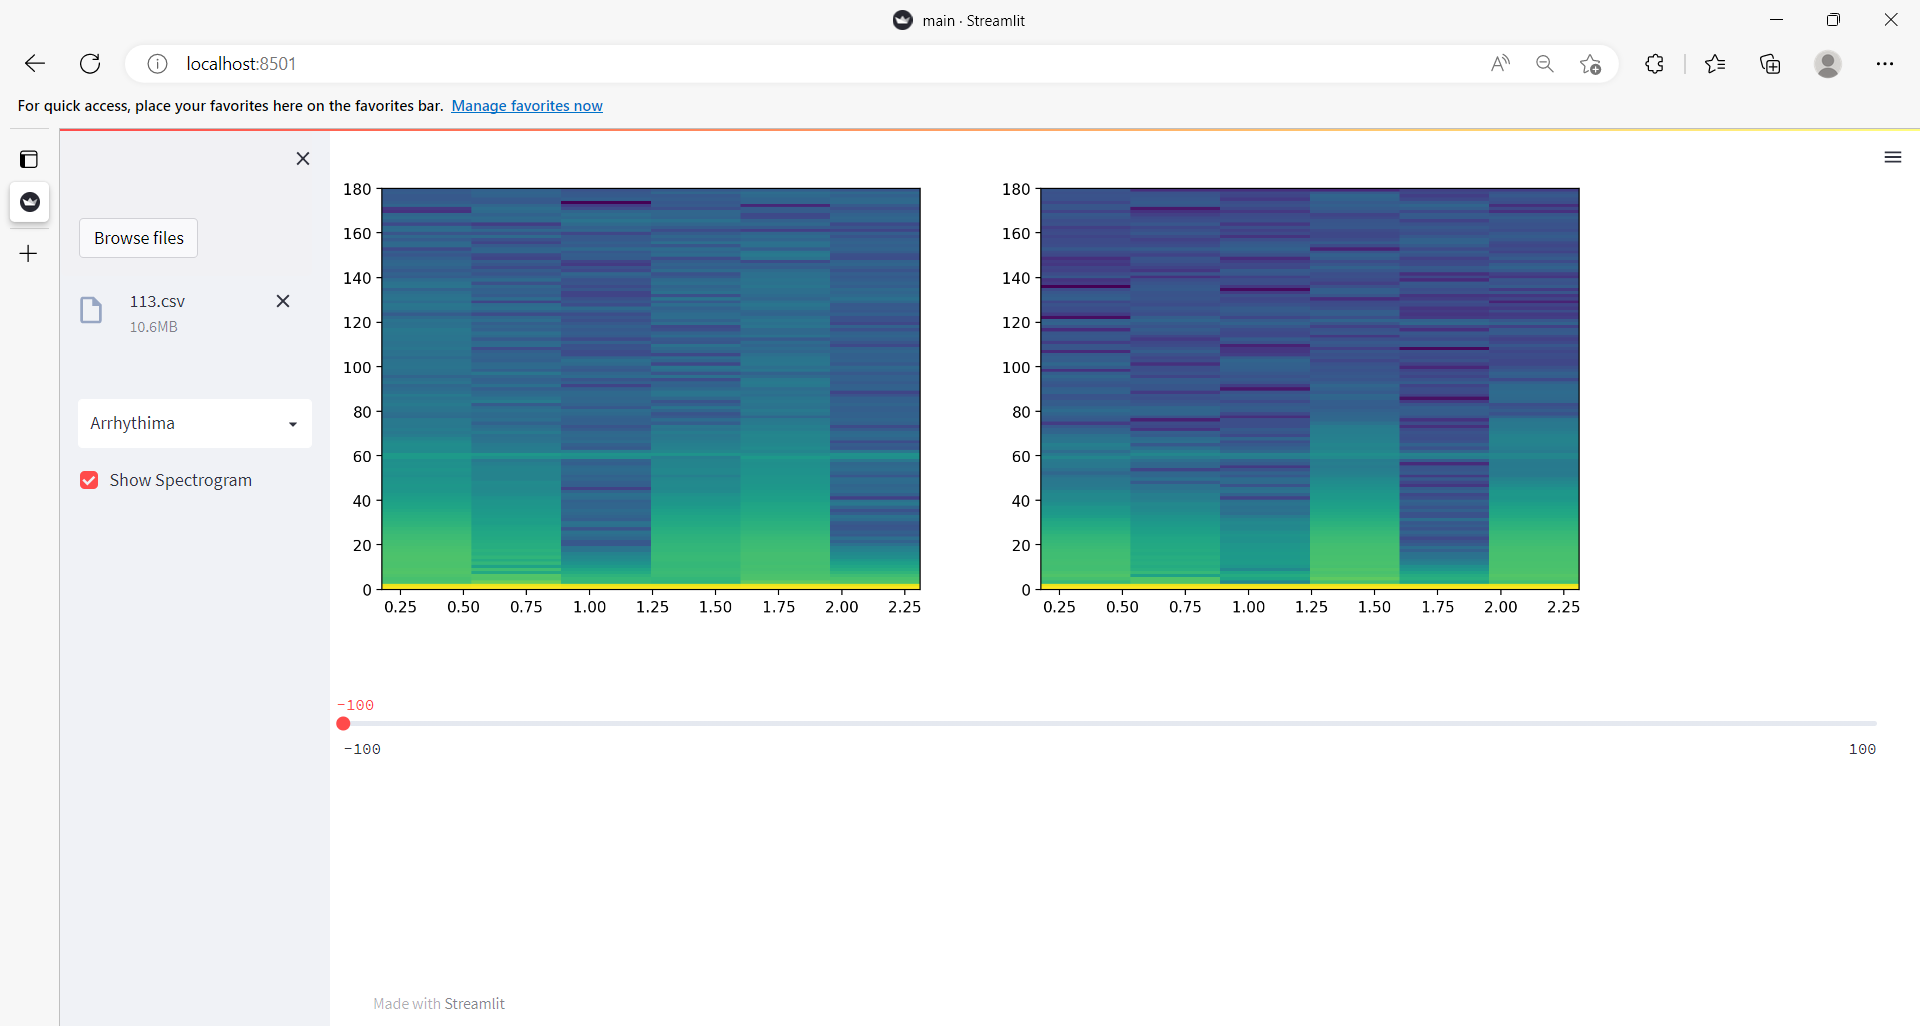 main · Streamlit
localhost:8501
For quick access, place your favorites here on the favorites bar. Manage favorites now
Browse files
113.csv
10.6MB
Arrhythima
Show Spectrogram
180
160
140
120
100
80
60
40
20
0
0.25 0.50 0.75 1.00 1.25 1.50 1.75 2.00 2.25
180
160
140
120
100
80
60
40
20
0
0.25 0.50 0.75 1.00 1.25 1.50 1.75 2.00 2.25
-100
-100 100
Made with Streamlit